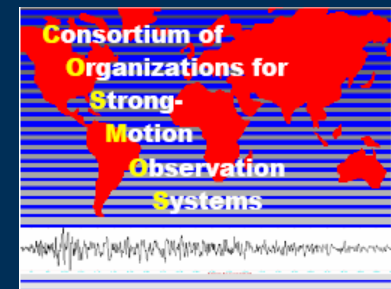 Consortium of
Organizations for
Strong-
Motion
Observation
Systems